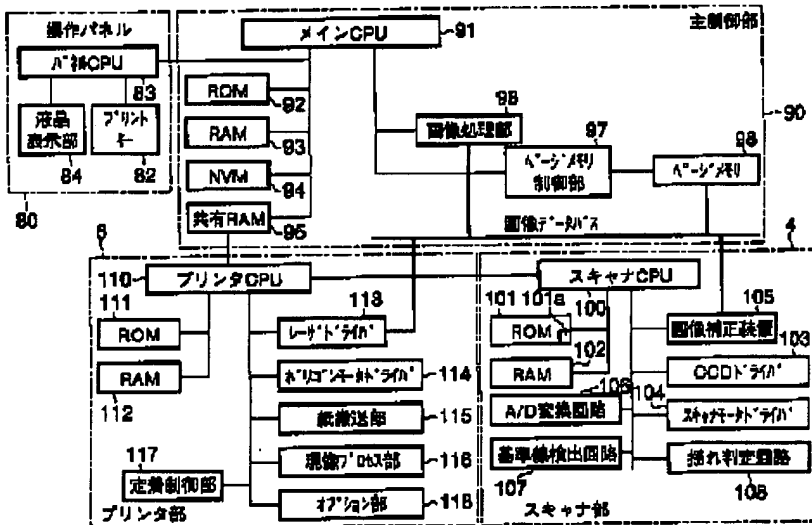 操作パネル
パネルCPU
83
液晶
表示部
プリント
キー
84
82
80
主制御部
メインCPU
91
ROM
92
RAM
93
NVM
94
共有RAM
95
画像処理部
ページメモリ
制御部
97
ページメモリ
98
画像データバス
90
6
プリンタCPU
110
111
ROM
RAM
112
レーザドライバ
113
ポリゴンモータドライバ
114
紙搬送部
115
現像プロセス部
116
117
定着制御部
オプション部
118
プリンタ部
4
スキャナCPU
100
101
101a
ROM
RAM
102
A/D変換回路
106
基準線検出回路
107
画像補正装置
105
CCDドライバ
103
スキャナモータドライバ
104
揺れ判定回路
108
スキャナ部